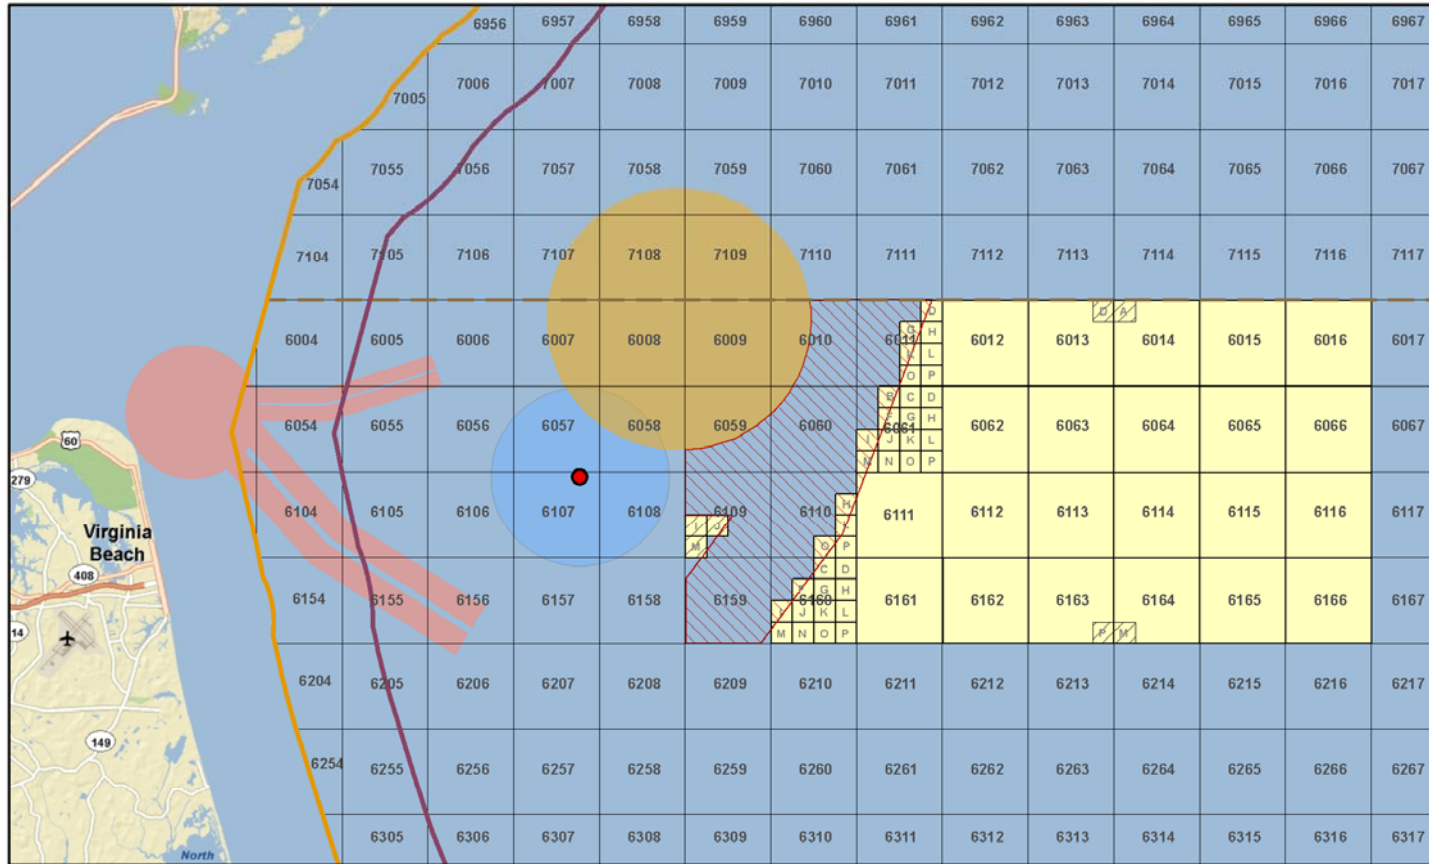 6956 6957 6958 6959 6960 6961 6962 6963 6964 6965 6966 6967
7005 7006 7007 7008 7009 7010 7011 7012 7013 7014 7015 7016 7017
7054 7055 7056 7057 7058 7059 7060 7061 7062 7063 7064 7065 7066 7067
7104 7105 7106 7107 7108 7109 7110 7111 7112 7113 7114 7115 7116 7117
D A
6004 6005 6006 6007 6008 6009 6010 6011 6012 6013 6014 6015 6016 6017
G H
K L
O P
B C D
6054 6055 6056 6057 6058 6059 6060 6061 6062 6063 6064 6065 6066 6067
F G H
I J K L
N O P
60
279
H
6104 6105 6106 6107 6108 6109 6110 6111 6112 6113 6114 6115 6116 6117
I J
L
M
O P
Virginia
Beach
408
C D
G H
6154 6155 6156 6157 6158 6159 6160 6161 6162 6163 6164 6165 6166 6167
J K L
M N O P
P M
14
6204 6205 6206 6207 6208 6209 6210 6211 6212 6213 6214 6215 6216 6217
149
6254 6255 6256 6257 6258 6259 6260 6261 6262 6263 6264 6265 6266 6267
6305 6306 6307 6308 6309 6310 6311 6312 6313 6314 6315 6316 6317
North